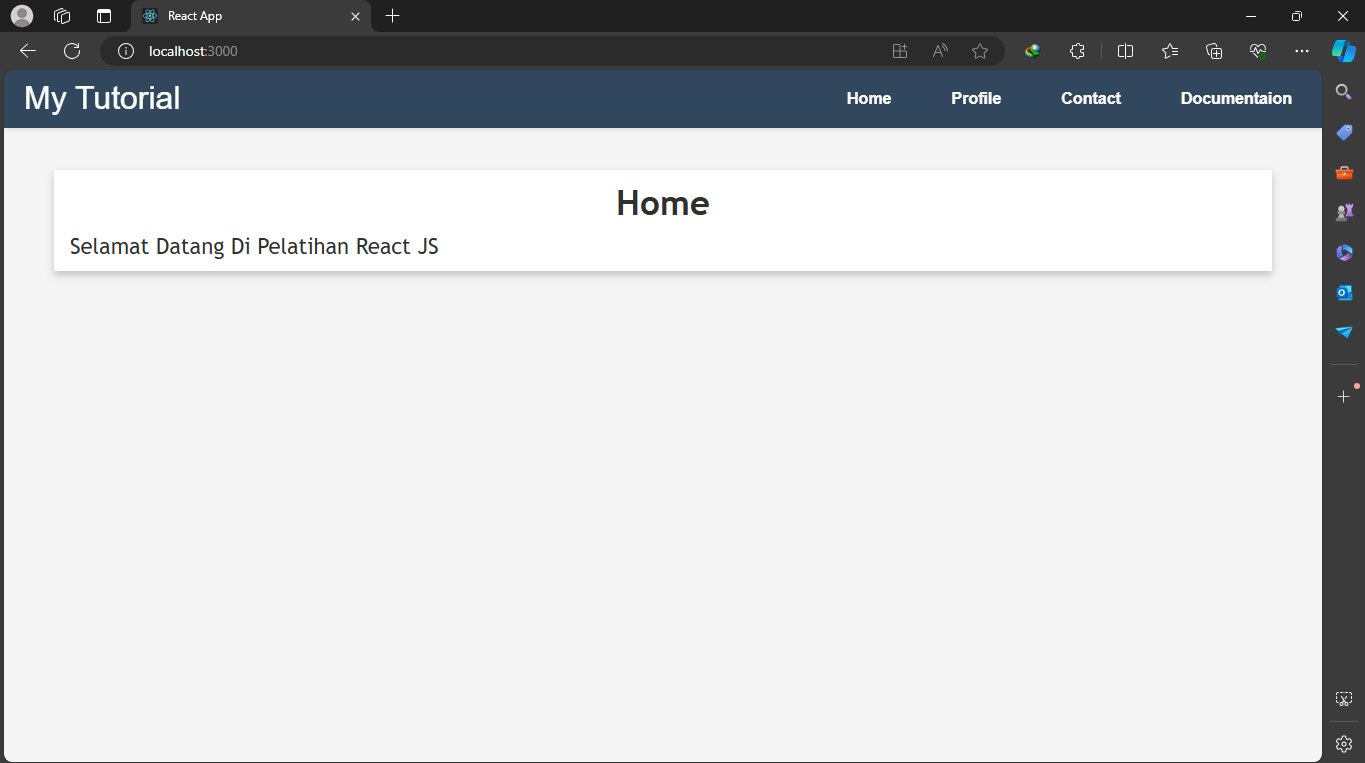 React App
localhost:3000
My Tutorial
Home Profile Contact Documentaion
Home
Selamat Datang Di Pelatihan React JS